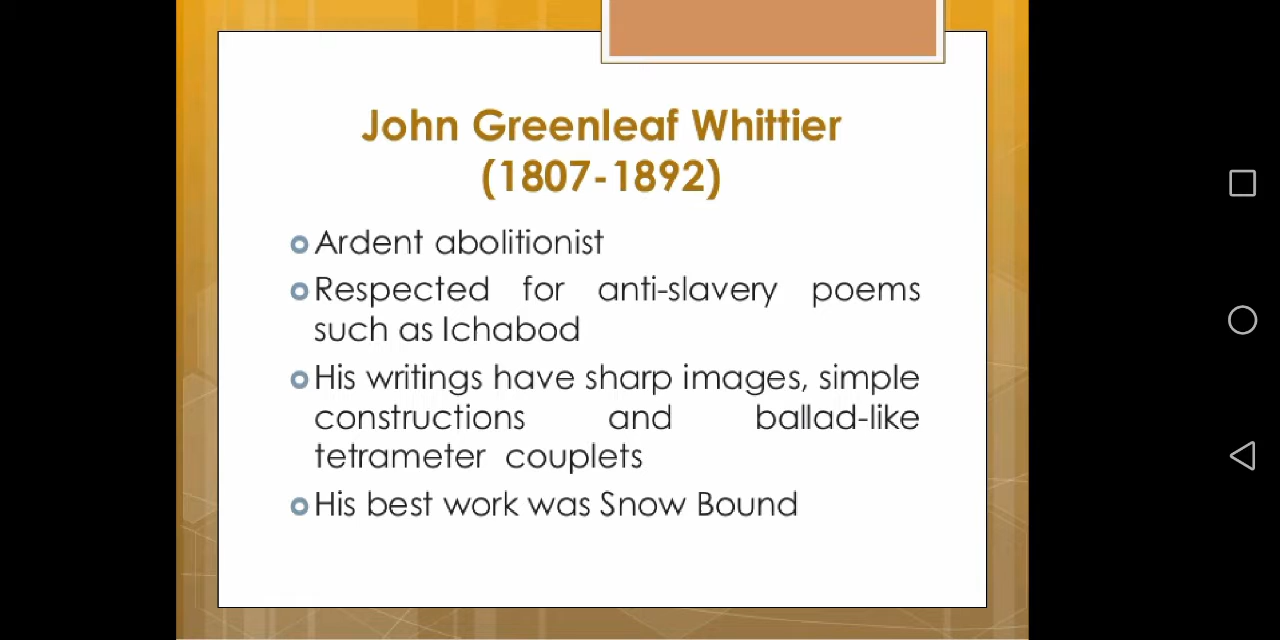 John Greenleaf Whittier
(1807-1892)
Ardent abolitionist
Respected for anti-slavery poems
such as Ichabod
His writings have sharp images, simple
constructions and ballad-like
tetrameter couplets
His best work was Snow Bound